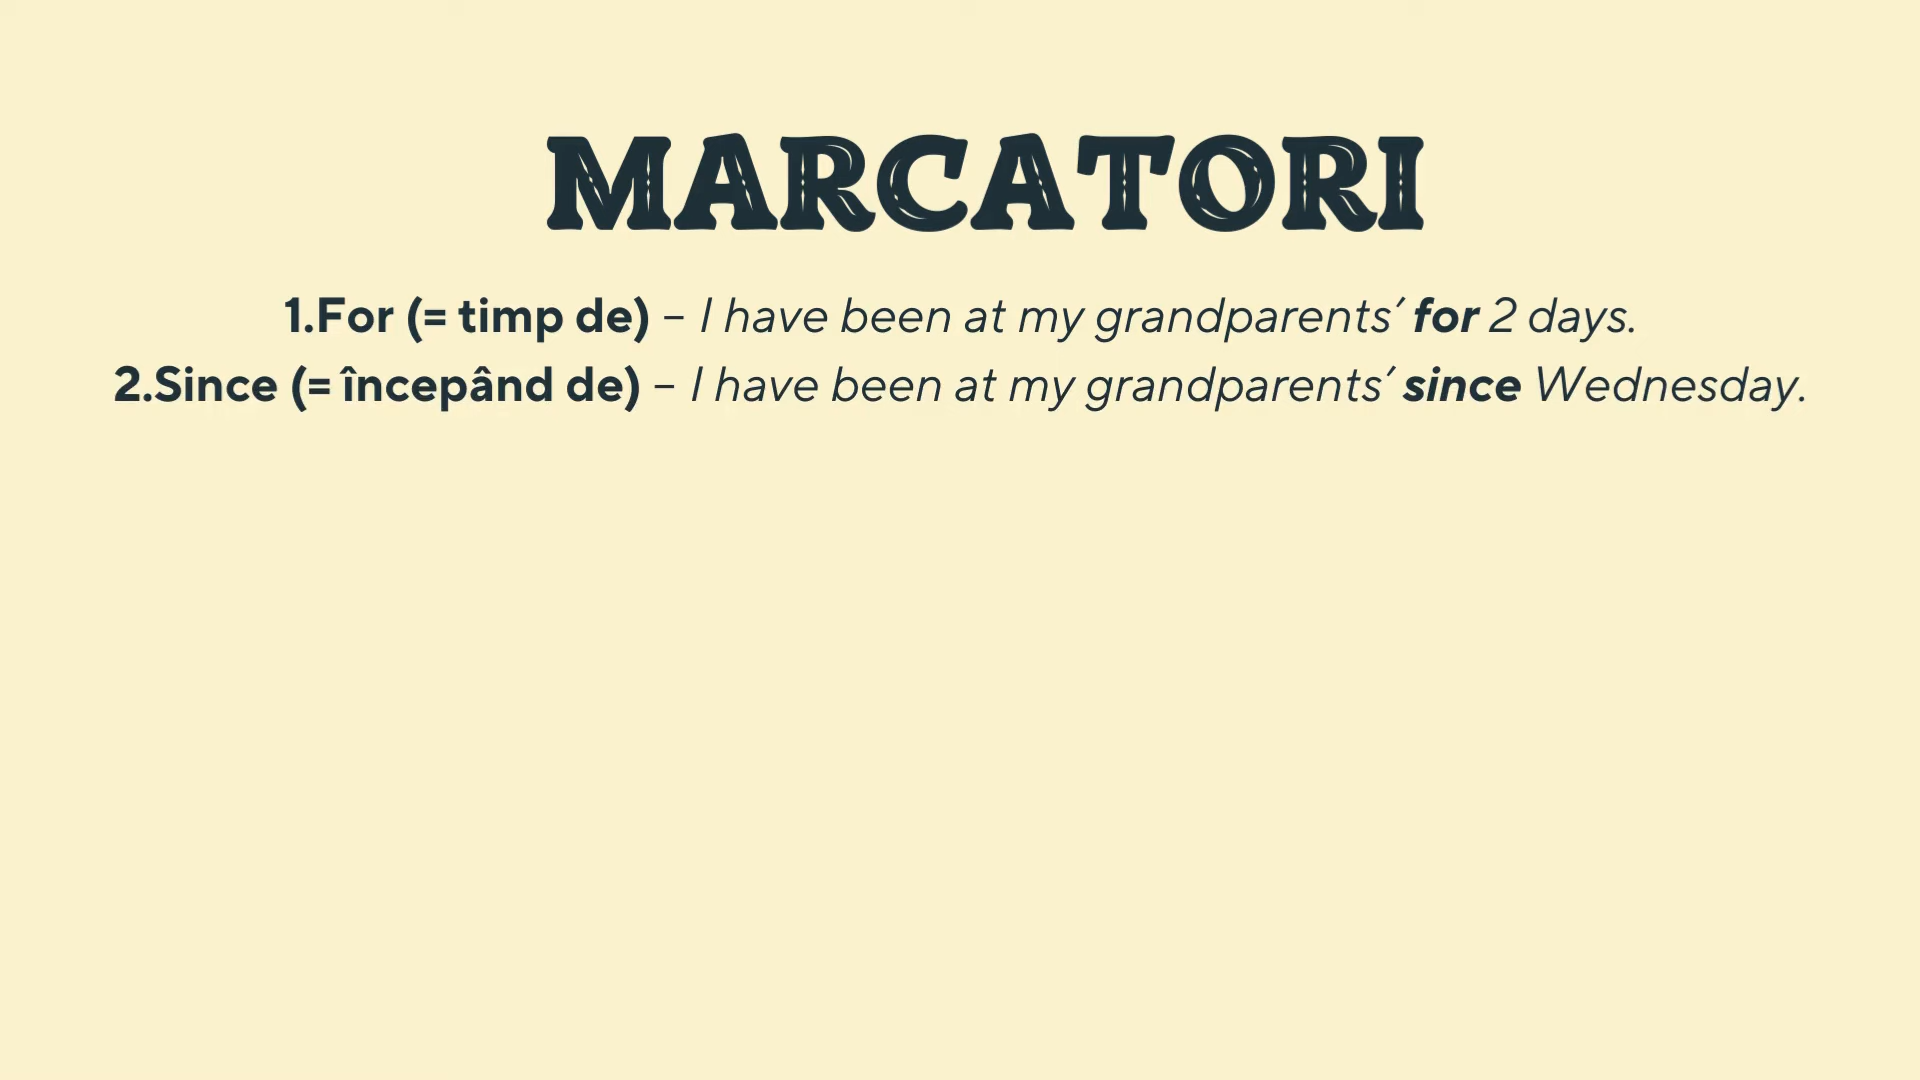 MARCATORI
1.For (= timp de) – I have been at my grandparents’ for 2 days.
2.Since (= începând de) – I have been at my grandparents’ since Wednesday.